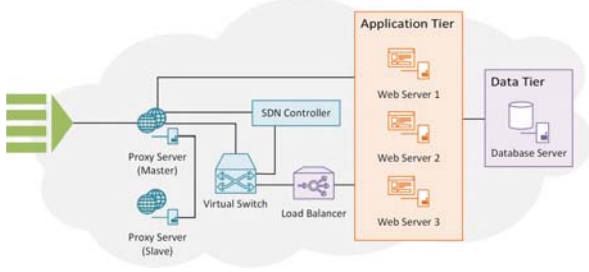 Application Tier
Web Server 1
Web Server 2
Web Server 3
Data Tier
Database Server
SDN Controller
Proxy Server
(Master)
Virtual Switch
Load Balancer
Proxy Server
(Slave)